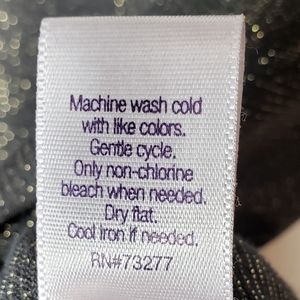 Machine wash cold
with like colors.
Gentle cycle.
Only non-chlorine
bleach when needed.
Dry flat.
Cool iron if needed.
RN#73277